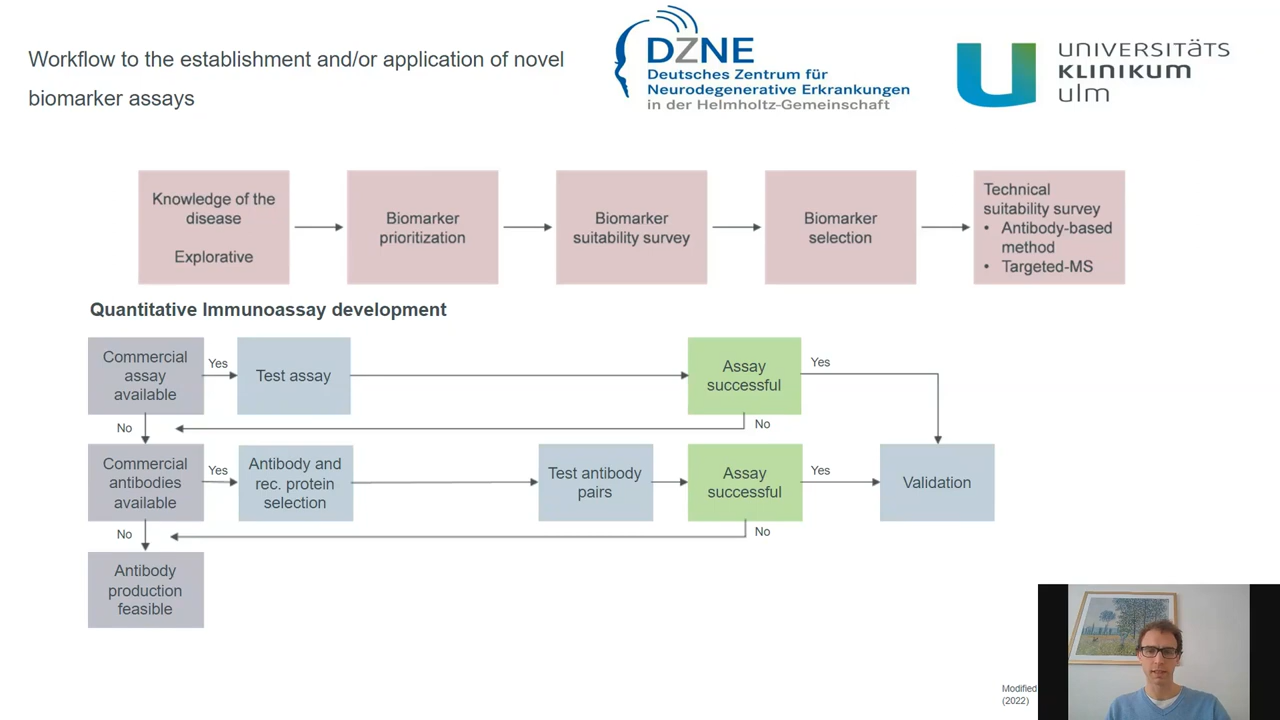 Workflow to the establishment and/or application of novel
biomarker assays
DZNE
Deutsches Zentrum für
Neurodegenerative Erkrankungen
in der Helmholtz-Gemeinschaft
UNIVERSITÄTS
KLINIKUM
ulm
Knowledge of the
disease
Explorative
Biomarker
prioritization
Biomarker
suitability survey
Biomarker
selection
Technical
suitability survey
• Antibody-based
method
• Targeted-MS
Quantitative Immunoassay development
Commercial
assay
available
Yes
Test assay
Assay
successful
Yes
No
No
Commercial
antibodies
available
Yes
Antibody and
rec. protein
selection
Test antibody
pairs
Assay
successful
Yes
Validation
No
No
Antibody
production
feasible
Modified
(2022)